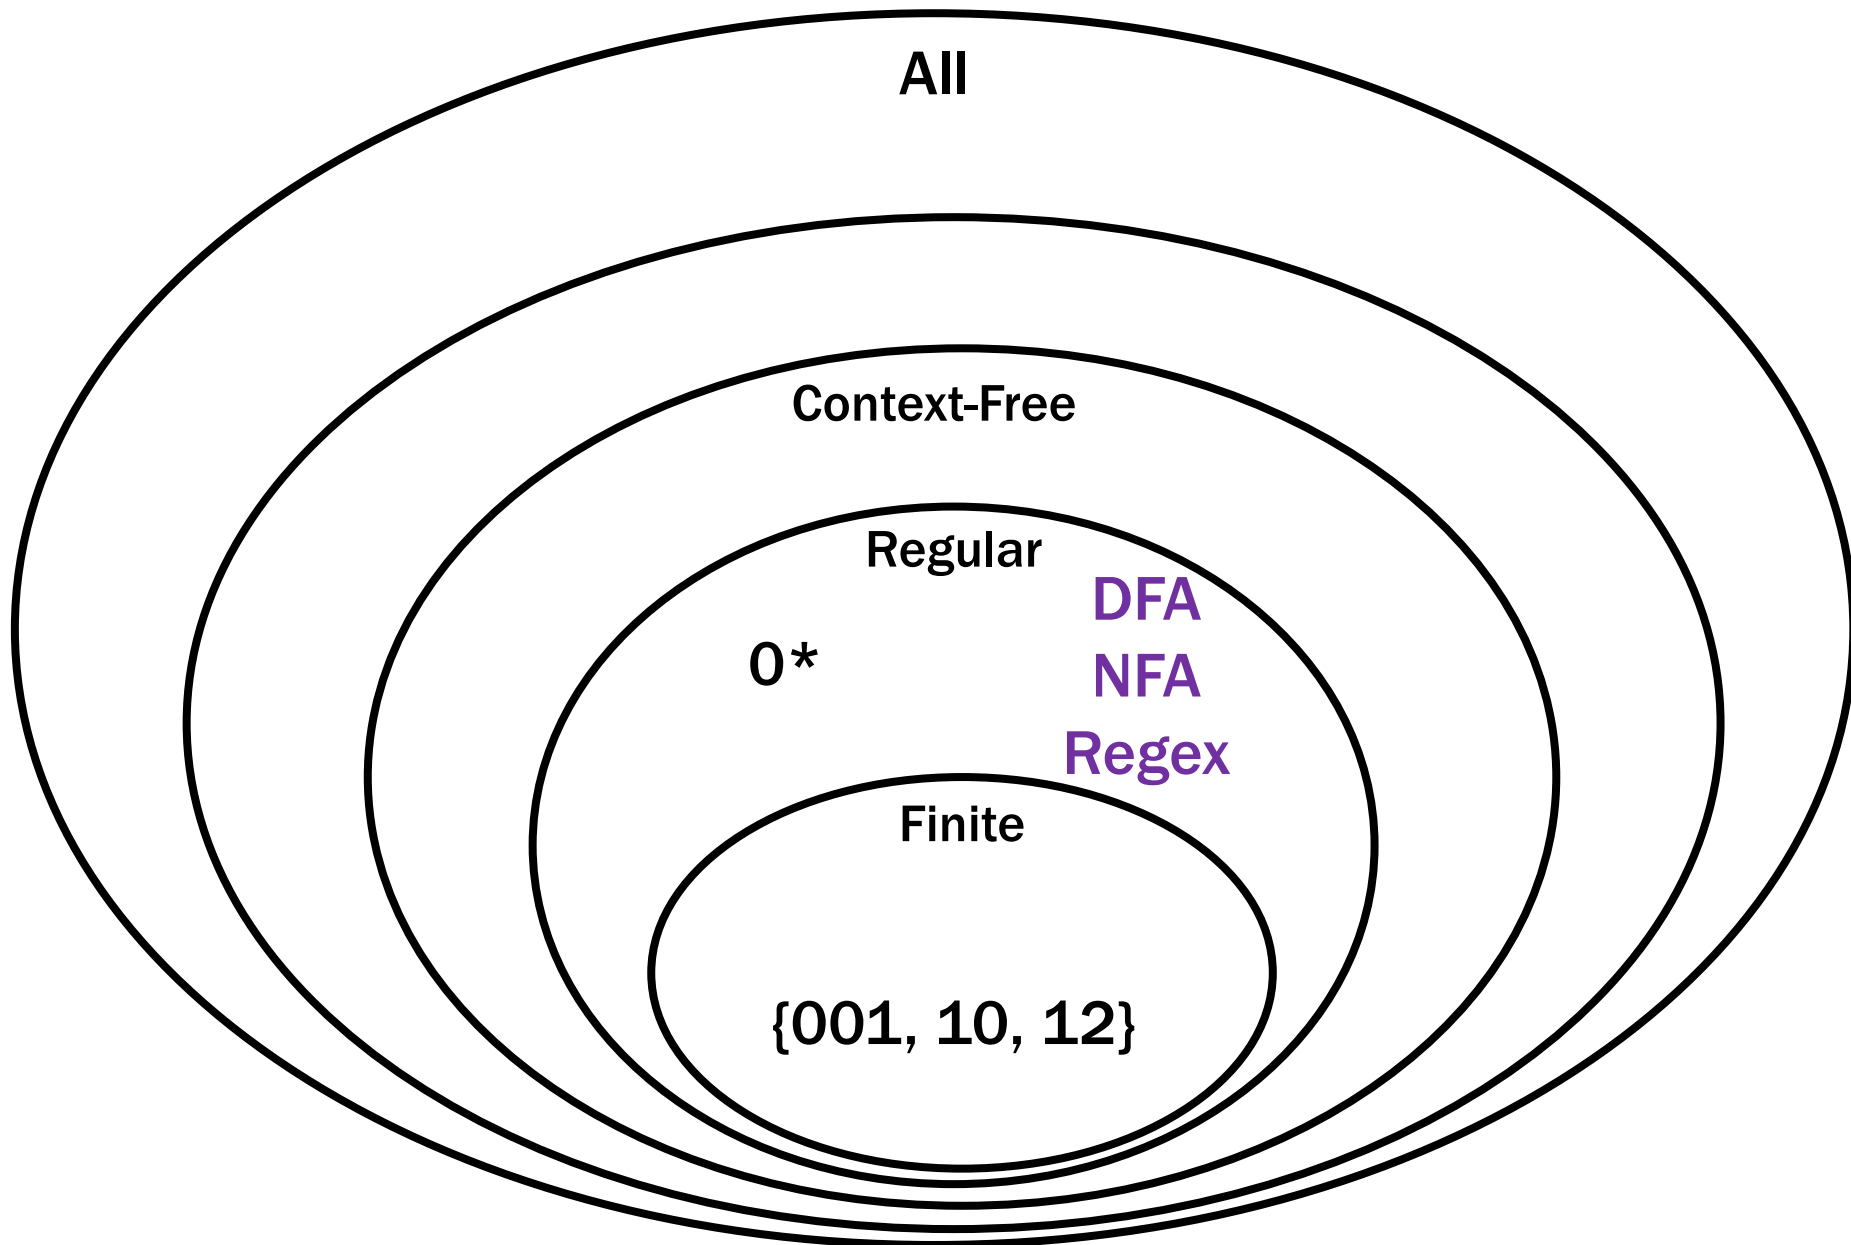 All
Context-Free
Regular
DFA
0*
NFA
Regex
Finite
{001, 10, 12}